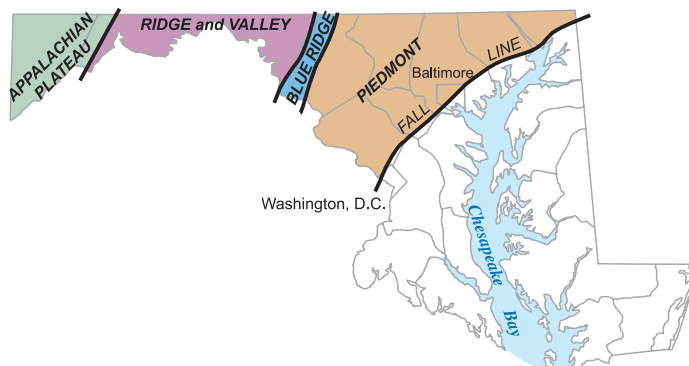 RIDGE and VALLEY
APPALACHIAN
PLATEAU
BLUE RIDGE
PIEDMONT
LINE
Baltimore
FALL
Washington, D.C.
Chesapeake
Bay